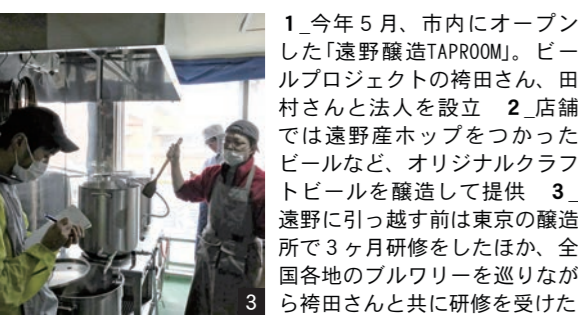 1_今年5月、市内にオープン
した「遠野醸造TAPROOM」。ビー
ルプロジェクトの袴田さん、田
村さんと法人を設立　2_店舗
では遠野産ホップをつかった
ビールなど、オリジナルクラフ
トビールを醸造して提供　3_
遠野に引っ越す前は東京の醸造
所で3ヶ月研修をしたほか、全
国各地のブルワリーを巡りなが
ら袴田さんと共に研修を受けた
3